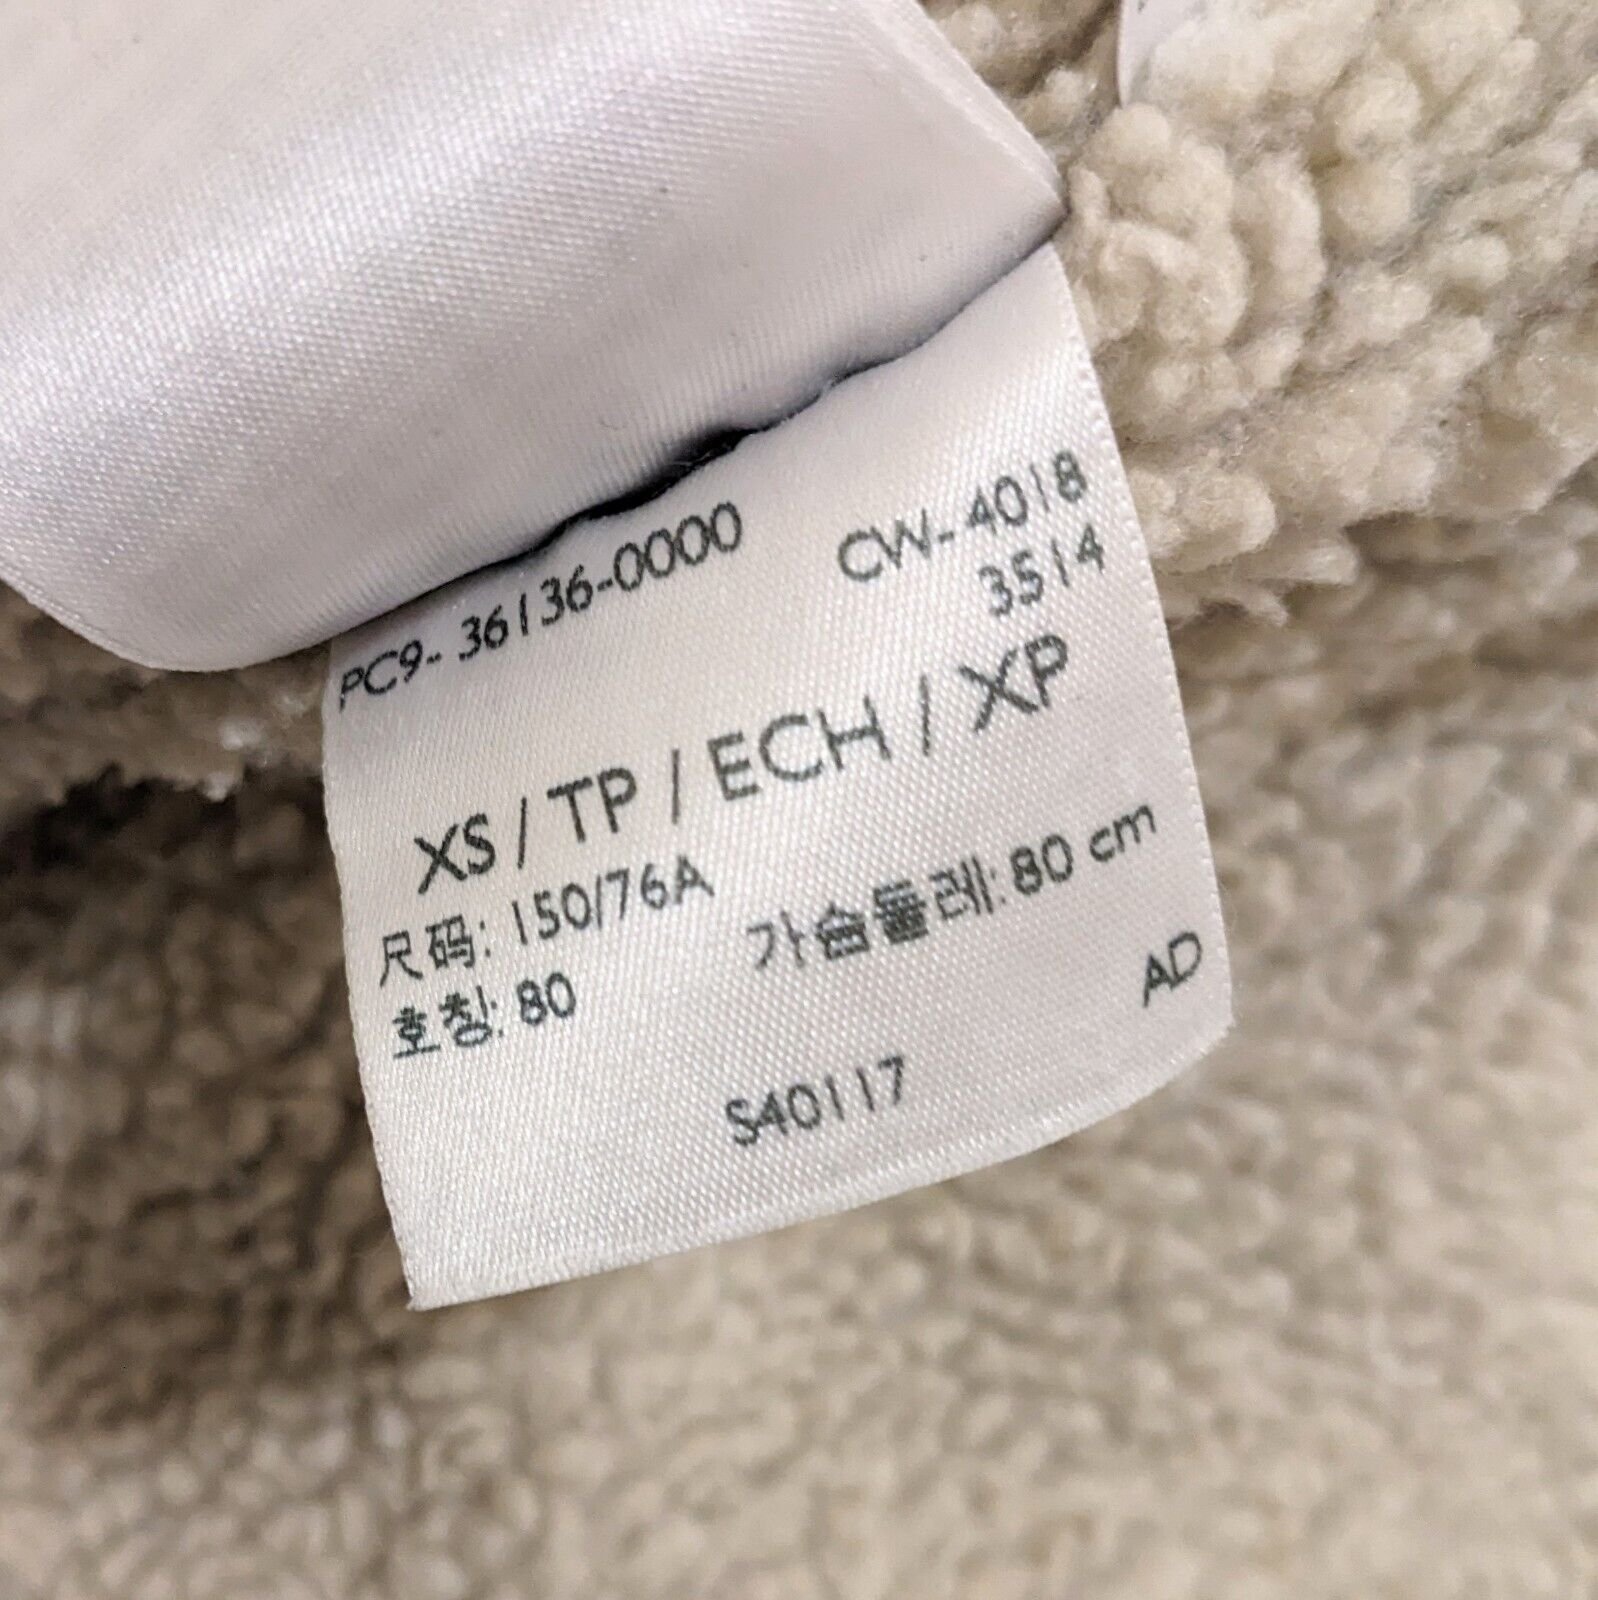 PC9-36136-0000 CW-4018
3514
XS / TP / ECH / XP
尺码: 150/76A 가슴둘레: 80 cm
호칭: 80 AD
S40117